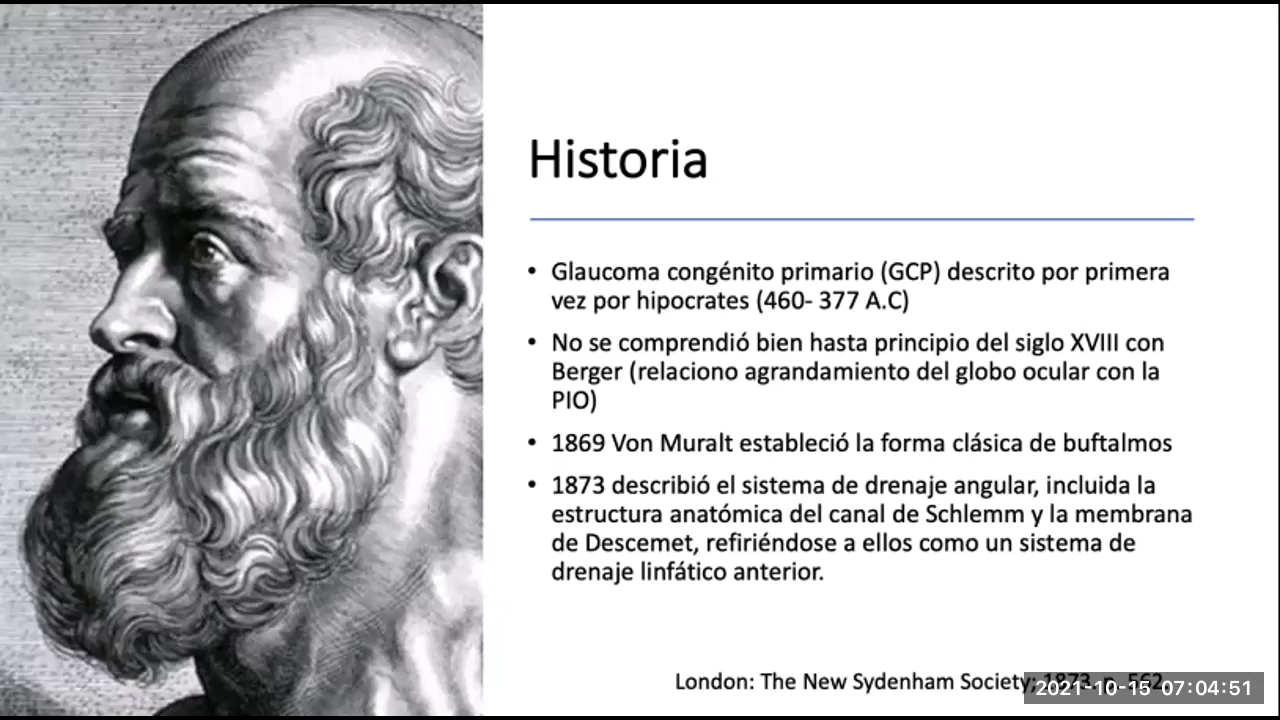 Historia
• Glaucoma congénito primario (GCP) descrito por primera
vez por hipocrates (460- 377 A.C)
• No se comprendió bien hasta principio del siglo XVIII con
Berger (relaciono agrandamiento del globo ocular con la
PIO)
• 1869 Von Muralt estableció la forma clásica de buftalmos
• 1873 describió el sistema de drenaje angular, incluida la
estructura anatómica del canal de Schlemm y la membrana
de Descemet, refiriéndose a ellos como un sistema de
drenaje linfático anterior.
London: The New Sydenham Society; 1873. p. 562.
2021-10-15 07:04:51